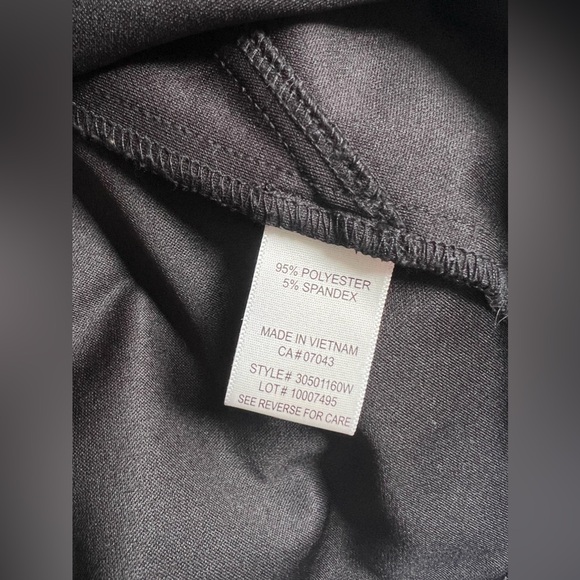 95% POLYESTER
5% SPANDEX
MADE IN VIETNAM
CA # 07043
STYLE# 30501160W
LOT # 10007495
SEE REVERSE FOR CARE